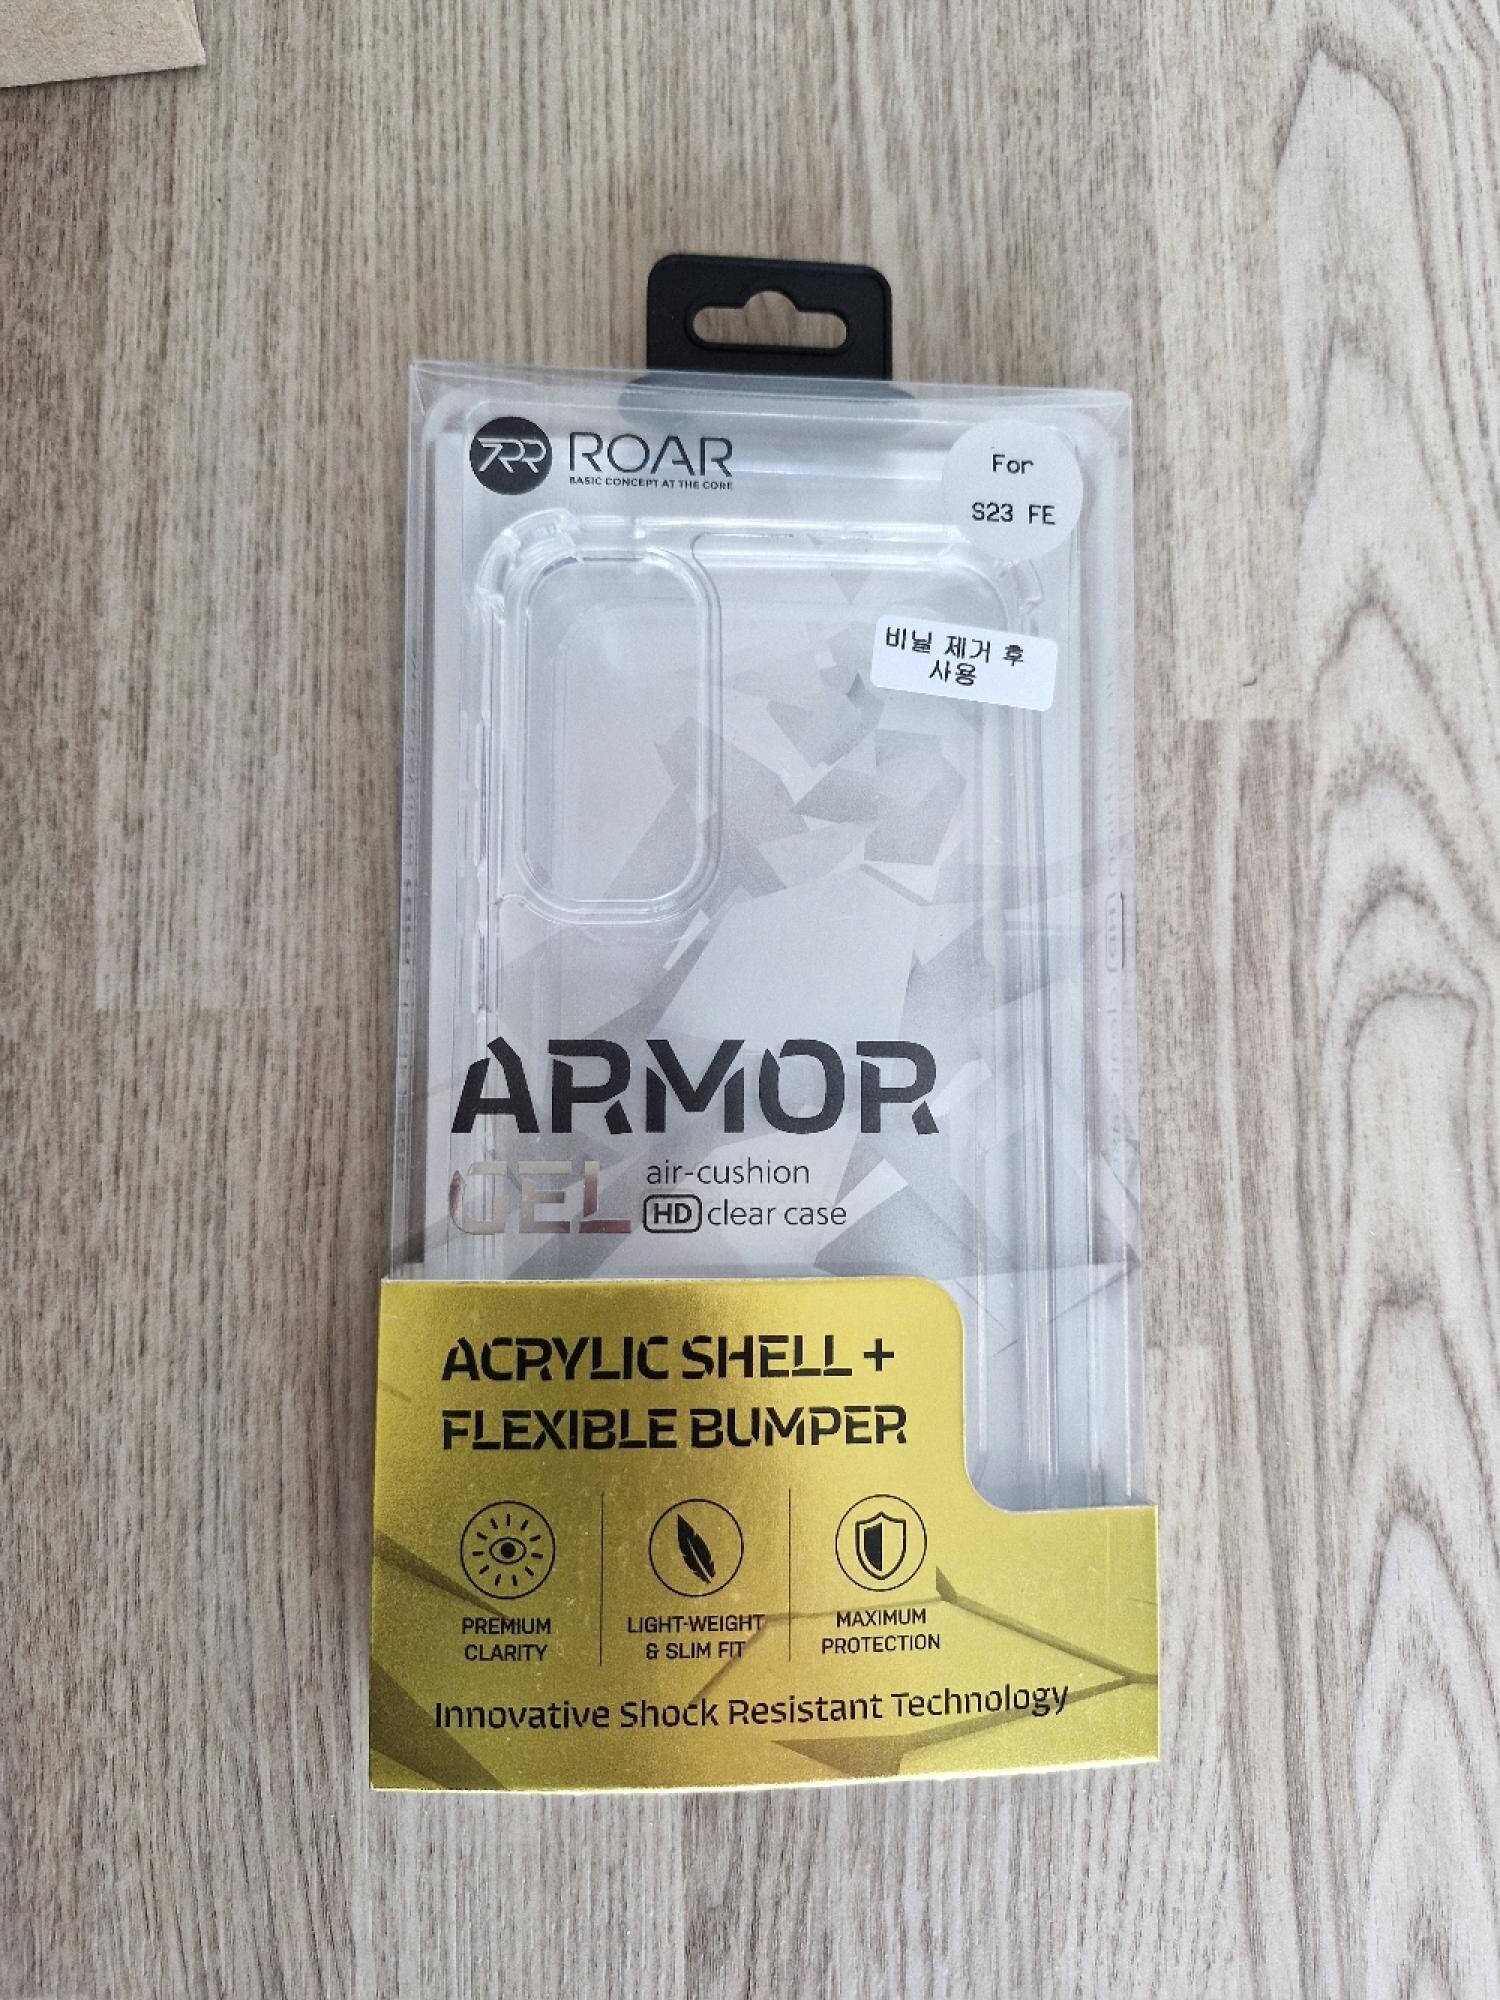 ROAR
BASIC CONCEPT AT THE CORE
For
S23 FE
비닐 제거 후
사용
ARMOR
GEL
air-cushion
HD clear case
ACRYLIC SHELL +
FLEXIBLE BUMPER
PREMIUM
CLARITY
LIGHT-WEIGHT
& SLIM FIT
MAXIMUM
PROTECTION
Innovative Shock Resistant Technology